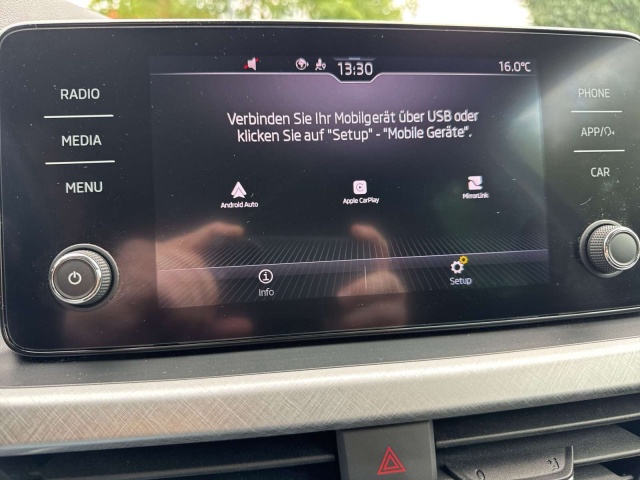 13:30
16.0°C
RADIO
MEDIA
MENU
Verbinden Sie Ihr Mobilgerät über USB oder
klicken Sie auf "Setup" - "Mobile Geräte".
Android Auto
Apple CarPlay
MirrorLink
Info
Setup
PHONE
APP/
CAR